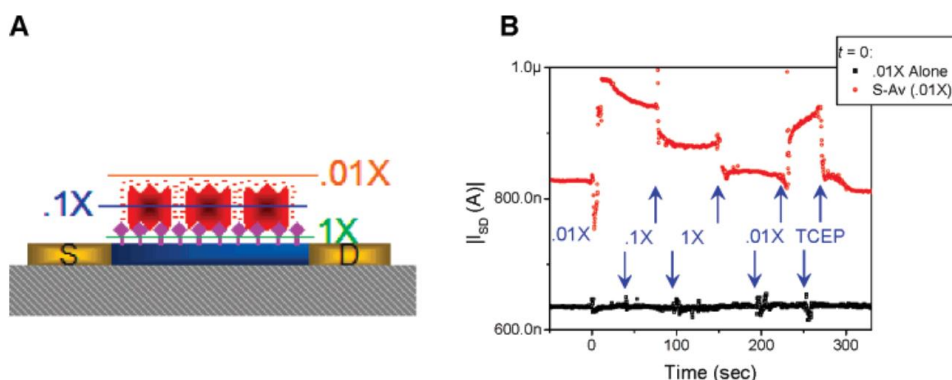 A
.01X
.1X
1X
S
D
B
t = 0:
.01X Alone
S-Av (.01X)
1.0μ
800.0n
600.0n
|I_SD (A)|
.01X
.1X
1X
.01X
TCEP
0
100
200
300
Time (sec)